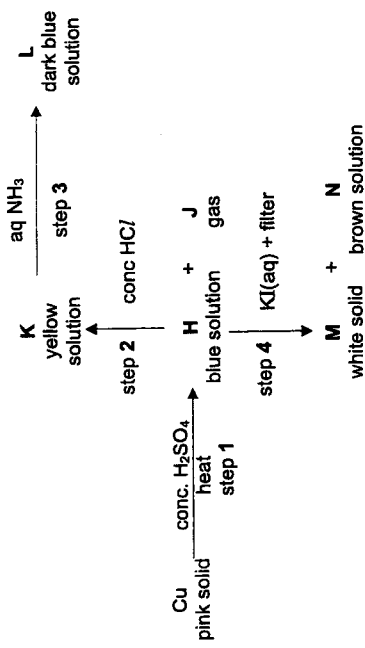 K
yellow
solution
aq NH3
step 3
L
dark blue
solution
step 2
conc HCl
Cu
pink solid
conc. H2SO4
heat
step 1
H + J
blue solution gas
step 4
KI(aq) + filter
M + N
white solid brown solution